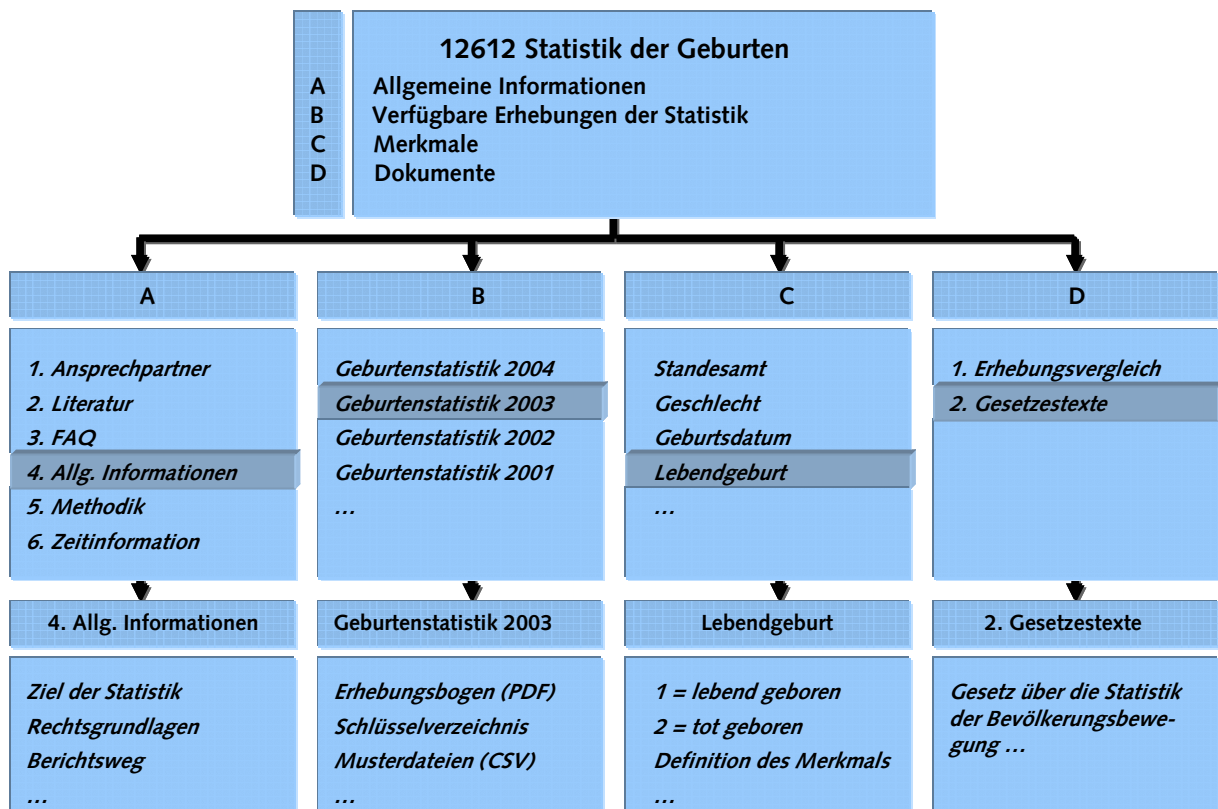 12612 Statistik der Geburten
A Allgemeine Informationen
B Verfügbare Erhebungen der Statistik
C Merkmale
D Dokumente
A
1. Ansprechpartner
2. Literatur
3. FAQ
4. Allg. Informationen
5. Methodik
6. Zeitinformation
4. Allg. Informationen
Ziel der Statistik
Rechtsgrundlagen
Berichtsweg
...
B
Geburtenstatistik 2004
Geburtenstatistik 2003
Geburtenstatistik 2002
Geburtenstatistik 2001
...
Geburtenstatistik 2003
Erhebungsbogen (PDF)
Schlüsselverzeichnis
Musterdateien (CSV)
...
C
Standesamt
Geschlecht
Geburtsdatum
Lebendgeburt
...
Lebendgeburt
1 = lebend geboren
2 = tot geboren
Definition des Merkmals
...
D
1. Erhebungsvergleich
2. Gesetzestexte
2. Gesetzestexte
Gesetz über die Statistik
der Bevölkerungsbewe-
gung ...